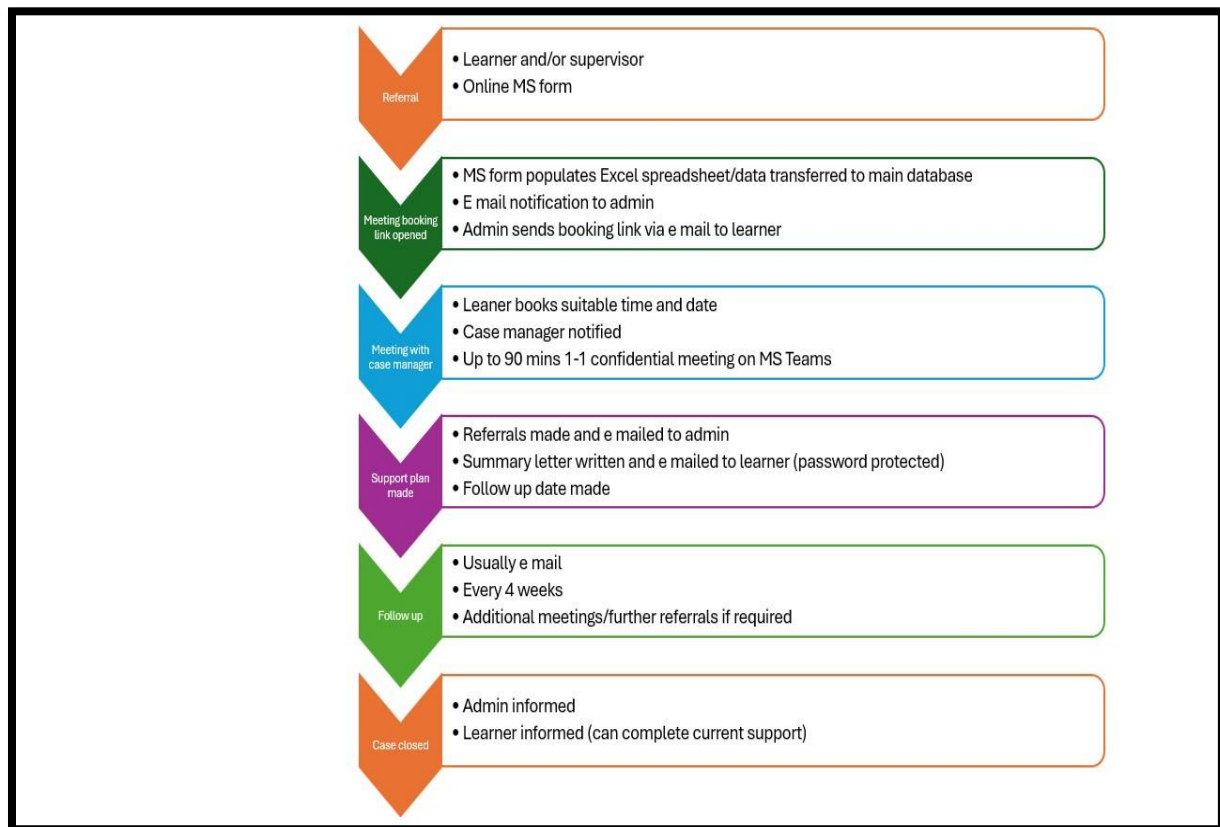 Referral
• Learner and/or supervisor
• Online MS form
Meeting booking
link opened
• MS form populates Excel spreadsheet/data transferred to main database
• E mail notification to admin
• Admin sends booking link via e mail to learner
Meeting with
case manager
• Leaner books suitable time and date
• Case manager notified
• Up to 90 mins 1-1 confidential meeting on MS Teams
Support plan
made
• Referrals made and e mailed to admin
• Summary letter written and e mailed to learner (password protected)
• Follow up date made
Follow up
• Usually e mail
• Every 4 weeks
• Additional meetings/further referrals if required
Case closed
• Admin informed
• Learner informed (can complete current support)